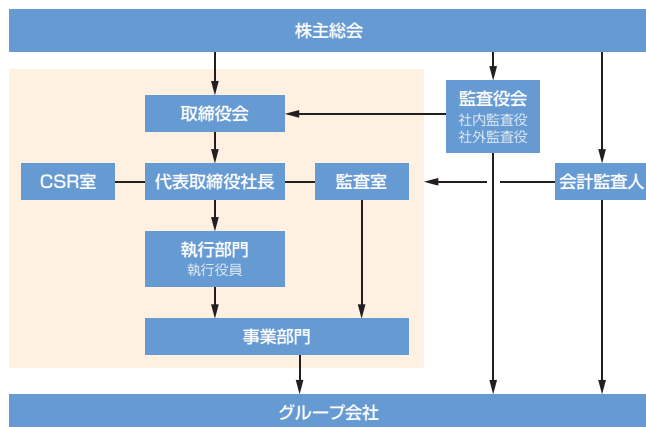 株主総会
取締役会
監査役会
社内監査役
社外監査役
CSR室
代表取締役社長
監査室
会計監査人
執行部門
執行役員
事業部門
グループ会社